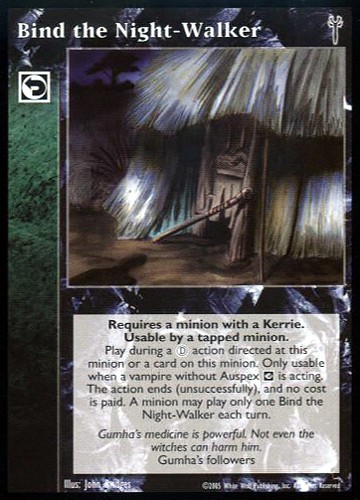 Bind the Night-Walker
Requires a minion with a Kerrie.
Usable by a tapped minion.
Play during a Ⓓ action directed at this
minion or a card on this minion. Only usable
when a vampire without Auspex is acting.
The action ends (unsuccessfully), and no cost
is paid. A minion may play only one Bind the
Night-Walker each turn.
Gumha's medicine is powerful. Not even the
witches can harm him.
Gumha's followers
Illus: John Bridges
©2005 White Wolf Publishing, Inc. All Rights Reserved